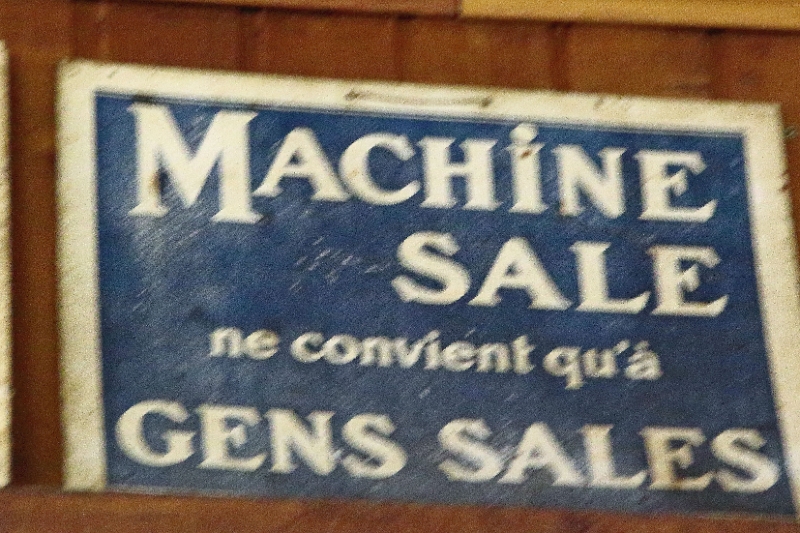 MACHiNE
SALE
ne convient qu'à
GENS SALES